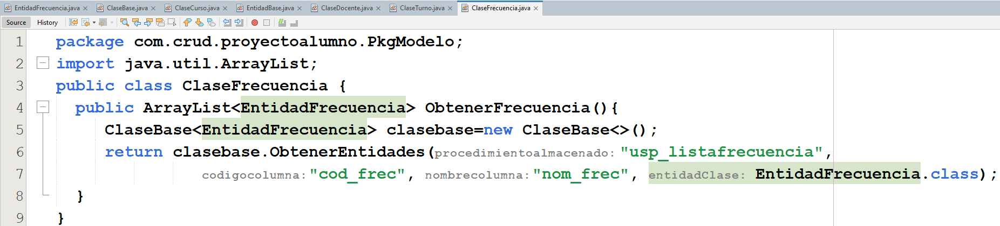 EntidadFrecuencia.java × ClaseBase.java × ClaseCurso.java × EntidadBase.java × ClaseDocente.java × ClaseTurno.java × ClaseFrecuencia.java ×
Source History
1 package com.crud.proyectoalumno.PkgModelo;
2 import java.util.ArrayList;
3 public class ClaseFrecuencia {
4 public ArrayList<EntidadFrecuencia> ObtenerFrecuencia(){
5 ClaseBase<EntidadFrecuencia> clasebase=new ClaseBase<>();
6 return clasebase.ObtenerEntidades(procedimientoalmacenado: "usp_listafrecuencia",
7 codigocolumna: "cod_frec", nombrecolumna: "nom_frec", entidadClase: EntidadFrecuencia.class);
8 }
9 }